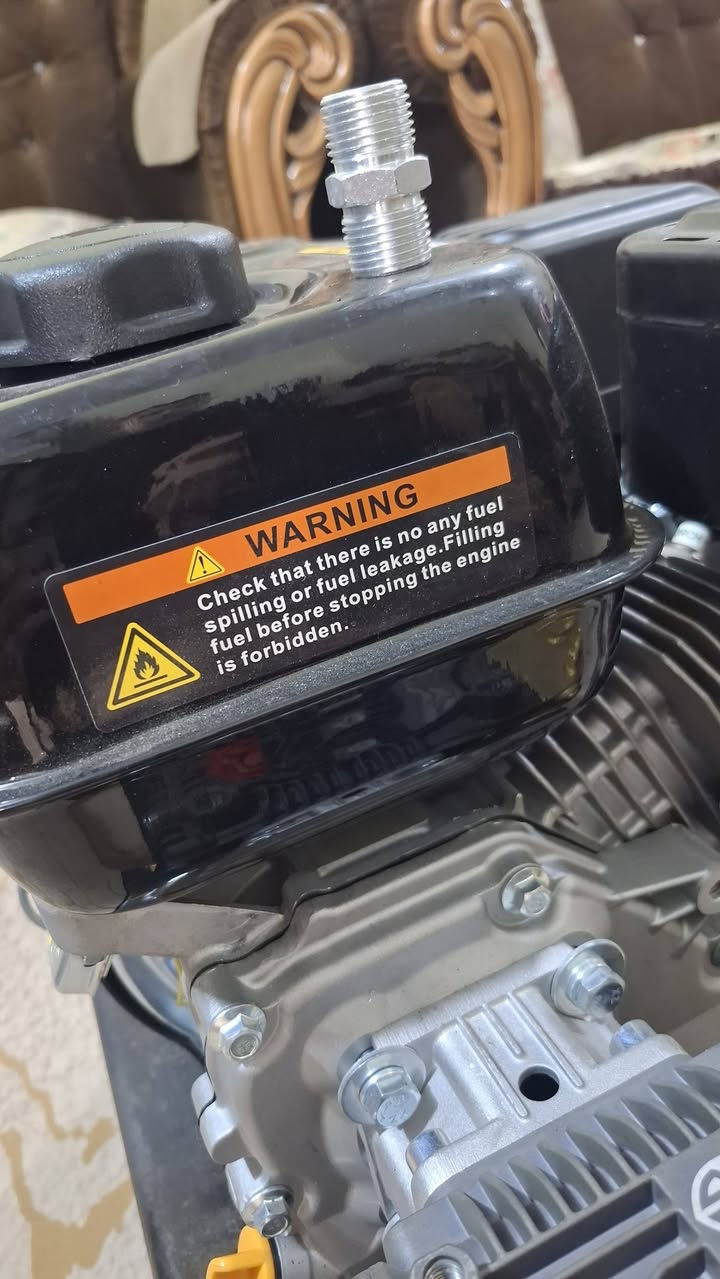 WARNING
Check that there is no any fuel
spilling or fuel leakage.Filling
fuel before stopping the engine
is forbidden.